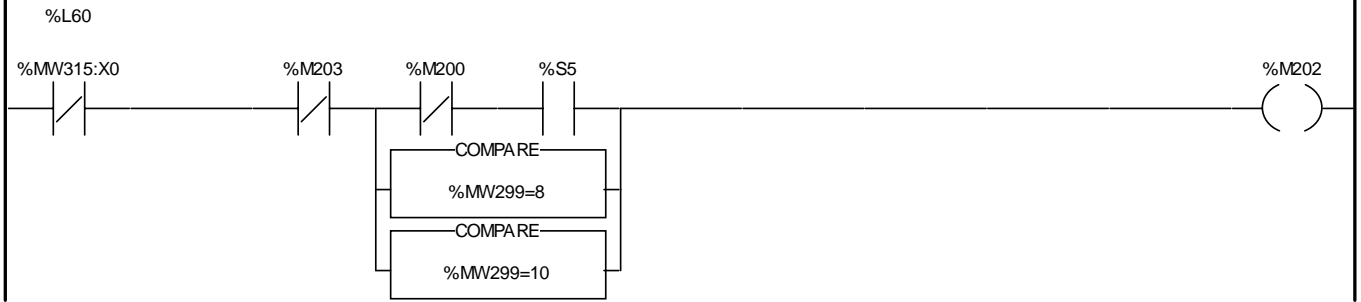 %L60
%MW315:X0 %M203 %M200 %S5 %M202
COMPARE
%MW299=8
COMPARE
%MW299=10